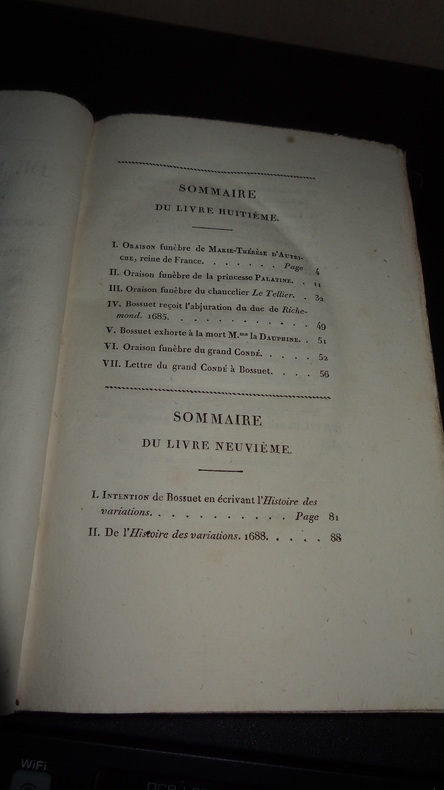 SOMMAIRE
DU LIVRE HUITIÈME.
I. Oraison funèbre de Marie-Thérèse d'Autri-
che, reine de France. . . . . . . . Page 4
II. Oraison funèbre de la princesse Palatine. . 11
III. Oraison funèbre du chancelier Le Tellier. . 32
IV. Bossuet reçoit l'abjuration du duc de Riche-
mond. 1685. . . . . . . . . . . . . 49
V. Bossuet exhorte à la mort M.me la Dauphine. . 51
VI. Oraison funèbre du grand Condé. . . . . 52
VII. Lettre du grand Condé à Bossuet. . . . 56
SOMMAIRE
DU LIVRE NEUVIÈME.
I. Intention de Bossuet en écrivant l'Histoire des
variations. . . . . . . . . . . Page 81
II. De l'Histoire des variations. 1688. . . . . 88
WiFi